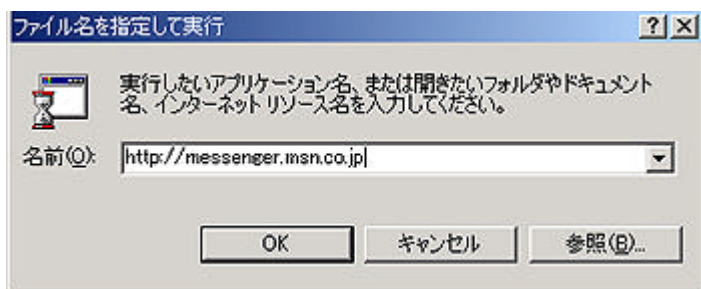 ファイル名を指定して実行
実行したいアプリケーション名、または開きたいフォルダやドキュメント
名、インターネット リソース名を入力してください。
名前(O):
http://messenger.msn.co.jp
OK
キャンセル
参照(B)...